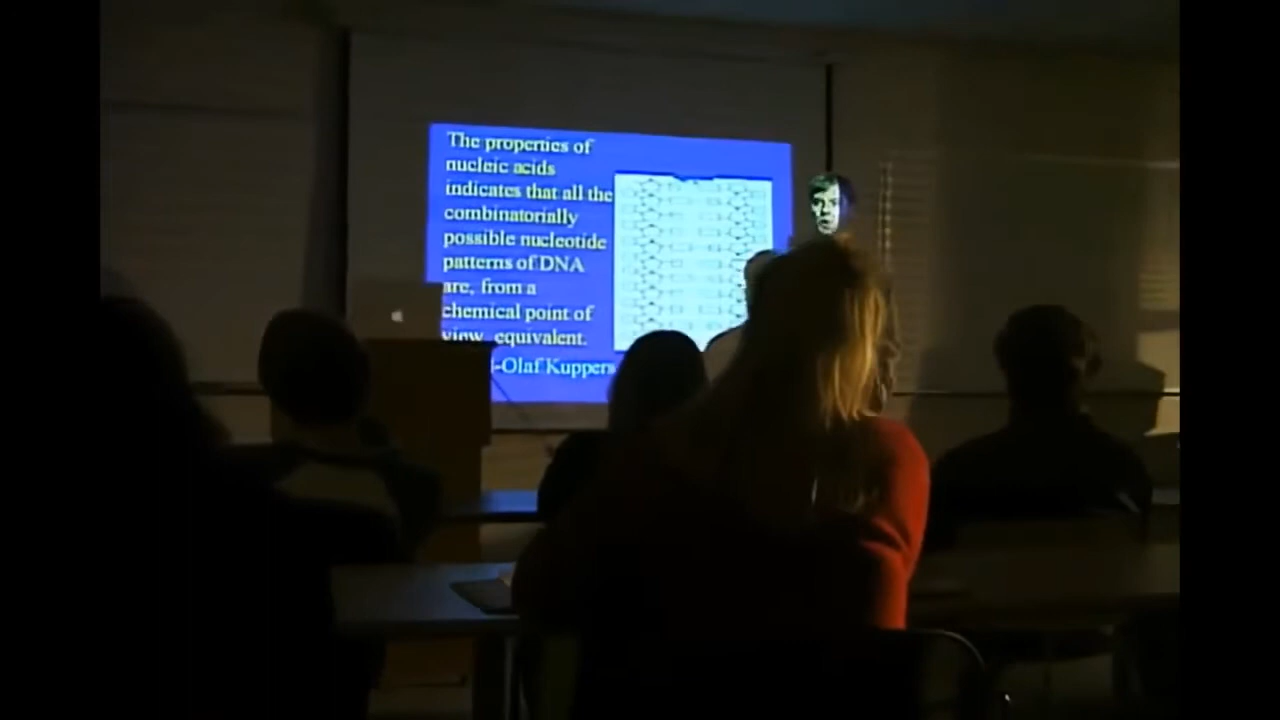 The properties of
nucleic acids
indicates that all the
combinatorially
possible nucleotide
patterns of DNA
are, from a
chemical point of
view, equivalent.
-Olaf Kuppers